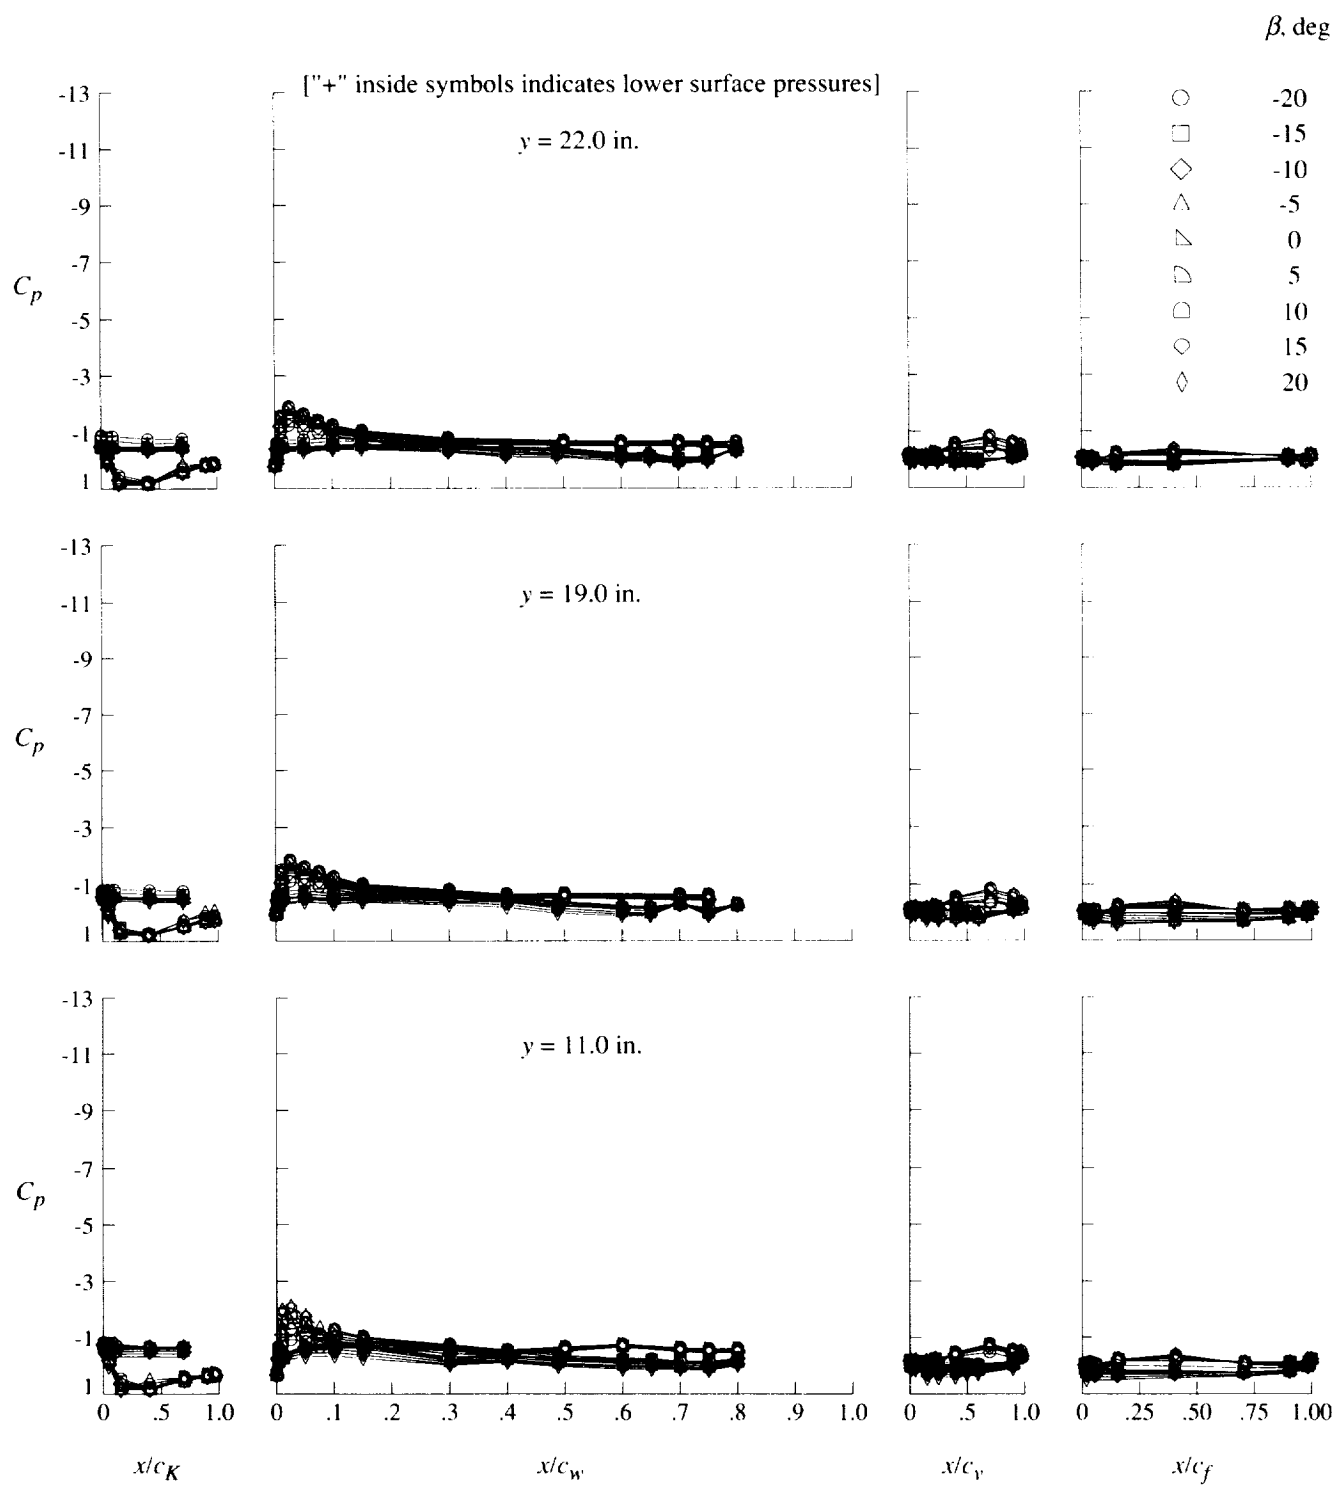 β, deg
["+" inside symbols indicates lower surface pressures]
-20
-15
-10
-5
0
5
10
15
20
y = 22.0 in.
-13
-11
-9
-7
-5
-3
-1
1
C_p
y = 19.0 in.
-13
-11
-9
-7
-5
-3
-1
1
C_p
y = 11.0 in.
-13
-11
-9
-7
-5
-3
-1
1
C_p
0 .5 1.0
0 .1 .2 .3 .4 .5 .6 .7 .8 .9 1.0
0 .5 1.0
0 .25 .50 .75 1.00
x/c_K
x/c_w
x/c_v
x/c_f